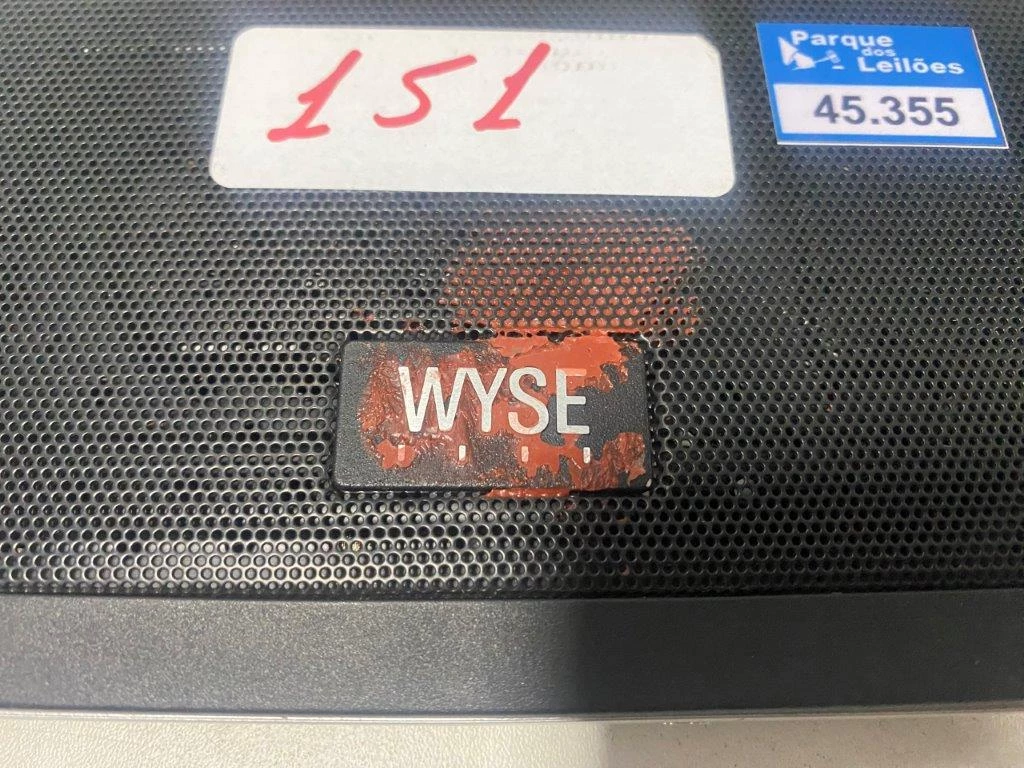 151
Parque
dos
Leilões
45.355
WYSE